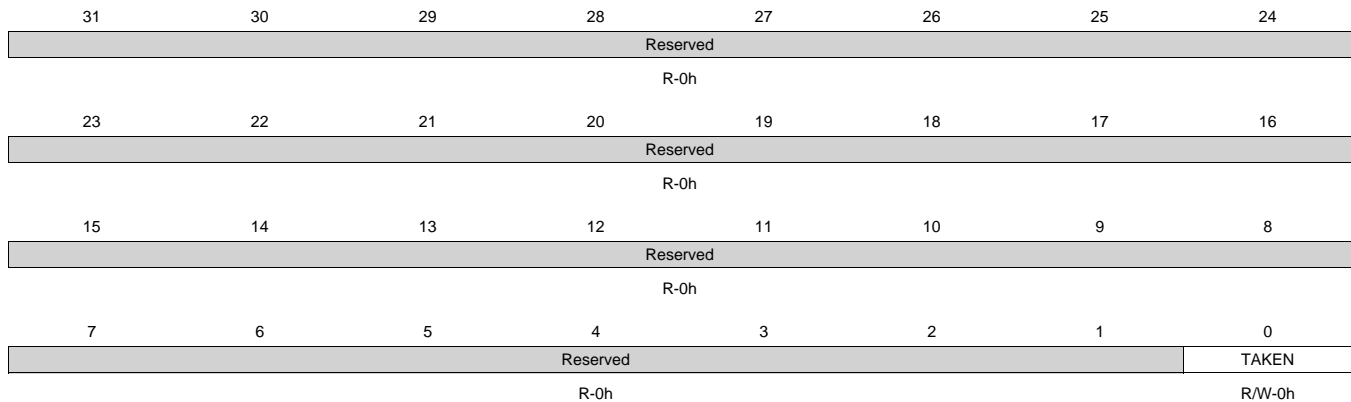 31 30 29 28 27 26 25 24
Reserved
R-0h
23 22 21 20 19 18 17 16
Reserved
R-0h
15 14 13 12 11 10 9 8
Reserved
R-0h
7 6 5 4 3 2 1 0
Reserved TAKEN
R-0h R/W-0h